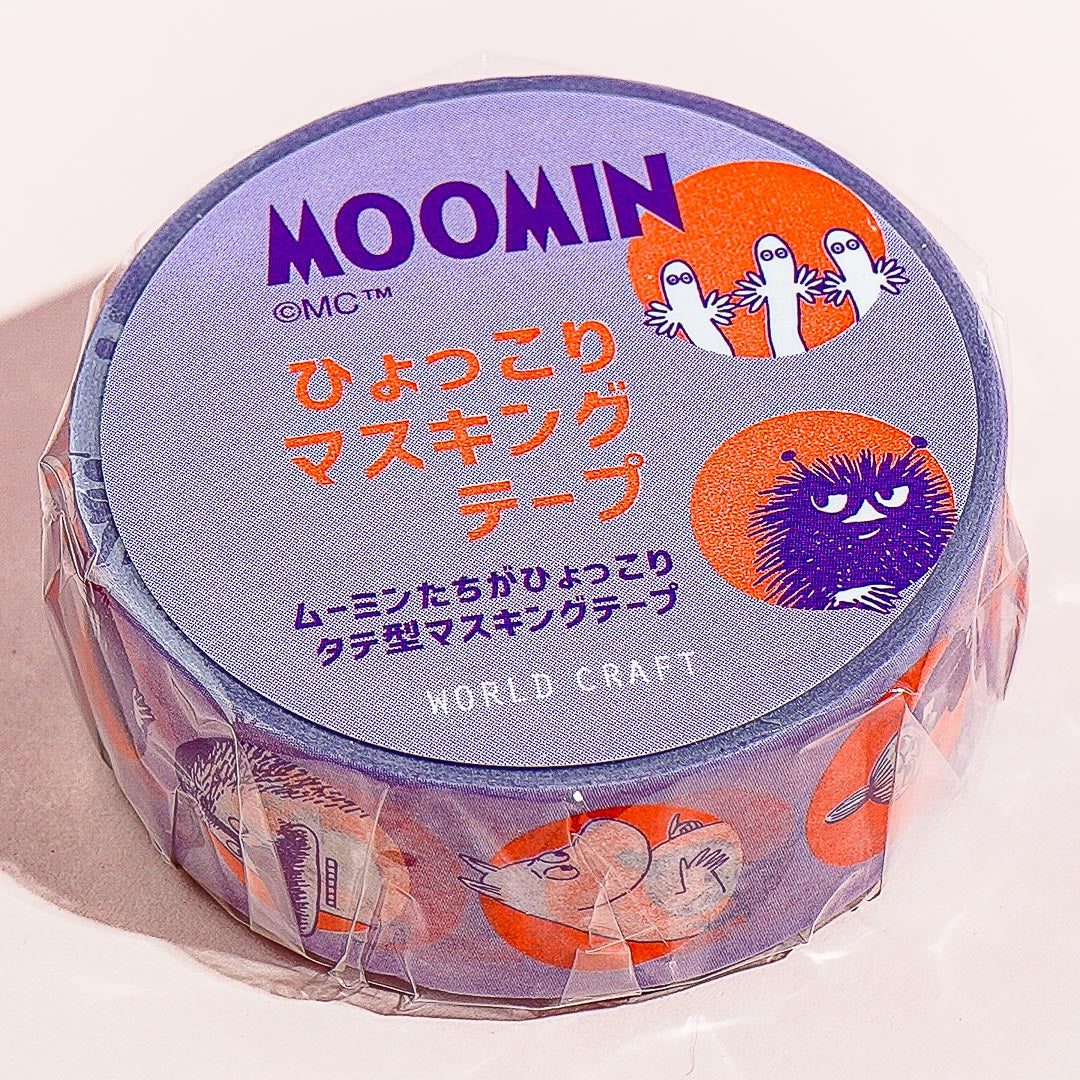 MOOMIN
©MC™
ひょっこり
マスキング
テープ
ムーミンたちがひょっこり
タテ型マスキングテープ
WORLD CRAFT